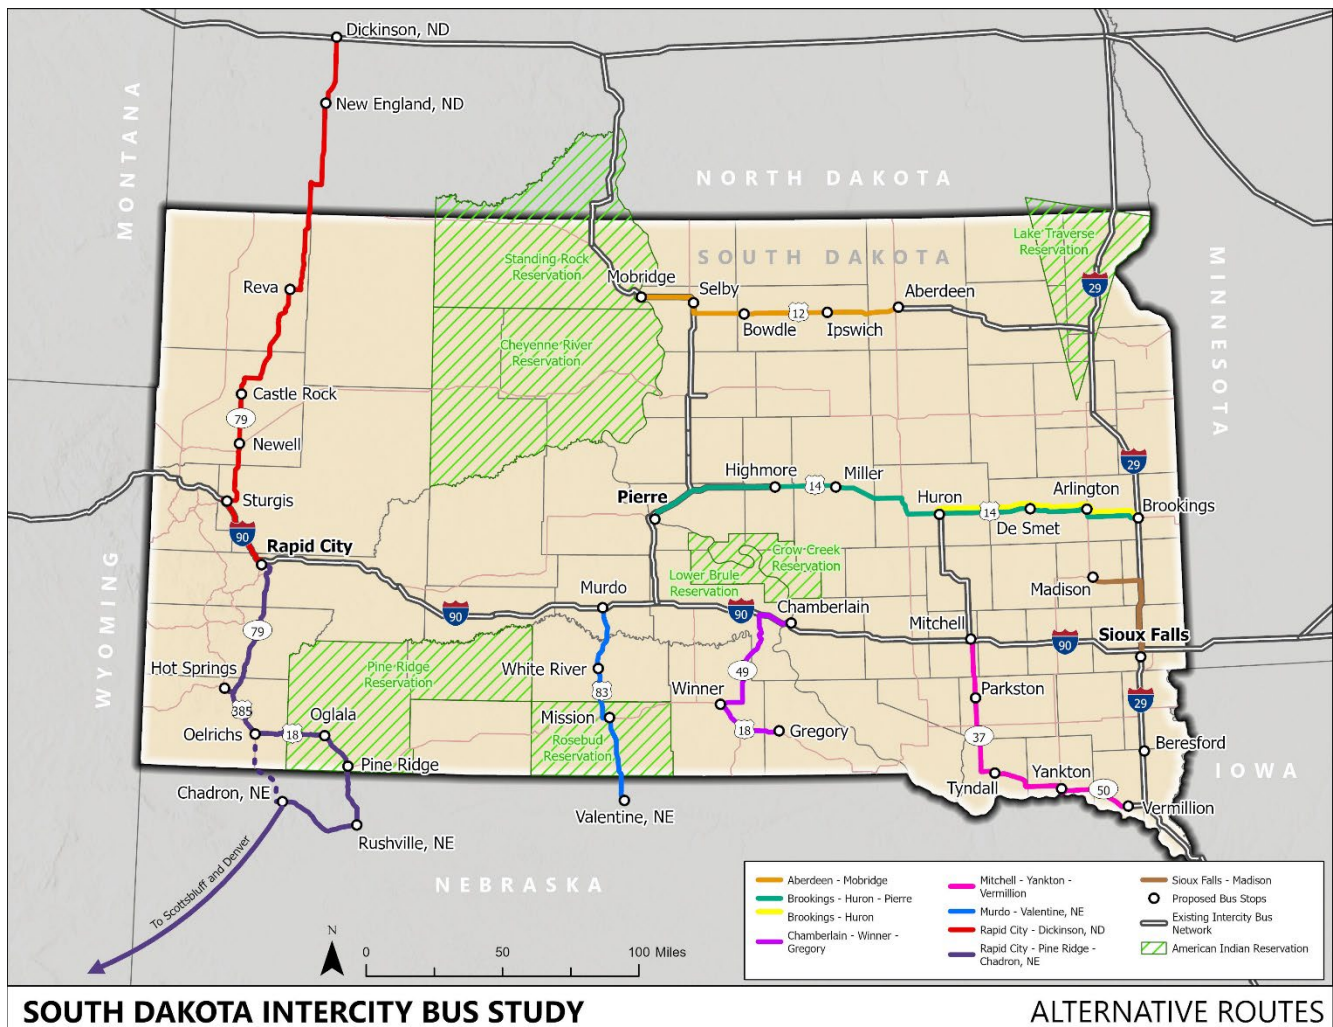 Dickinson, ND
New England, ND
MONTANA
NORTH DAKOTA
SOUTH DAKOTA
Lake Traverse
Reservation
MINNESOTA
Standing Rock
Reservation
Mobridge
Selby
Reva
29
Aberdeen
12
Bowdle
Ipswich
Cheyenne River
Reservation
Castle Rock
79
Newell
29
Highmore
Miller
14
Sturgis
Pierre
Huron
Arlington
14
De Smet
Brookings
90
Rapid City
Crow Creek
Reservation
Lower Brule
Reservation
WYOMING
Murdo
Madison
90
90
Chamberlain
Mitchell
Sioux Falls
90
79
Hot Springs
Pine Ridge
Reservation
White River
49
Winner
Parkston
83
385
Oglala
Mission
29
Oelrichs
18
18
Gregory
37
Rosebud
Reservation
Beresford
Pine Ridge
IOWA
Chadron, NE
Tyndall
Yankton
50
Vermillion
Valentine, NE
Rushville, NE
To Scottsbluff and Denver
NEBRASKA
Aberdeen - Mobridge
Brookings - Huron - Pierre
Brookings - Huron
Chamberlain - Winner -
Gregory
Mitchell - Yankton -
Vermillion
Murdo - Valentine, NE
Rapid City - Dickinson, ND
Rapid City - Pine Ridge -
Chadron, NE
Sioux Falls - Madison
Proposed Bus Stops
Existing Intercity Bus
Network
American Indian Reservation
N
0 25 50 100 Miles
SOUTH DAKOTA INTERCITY BUS STUDY
ALTERNATIVE ROUTES